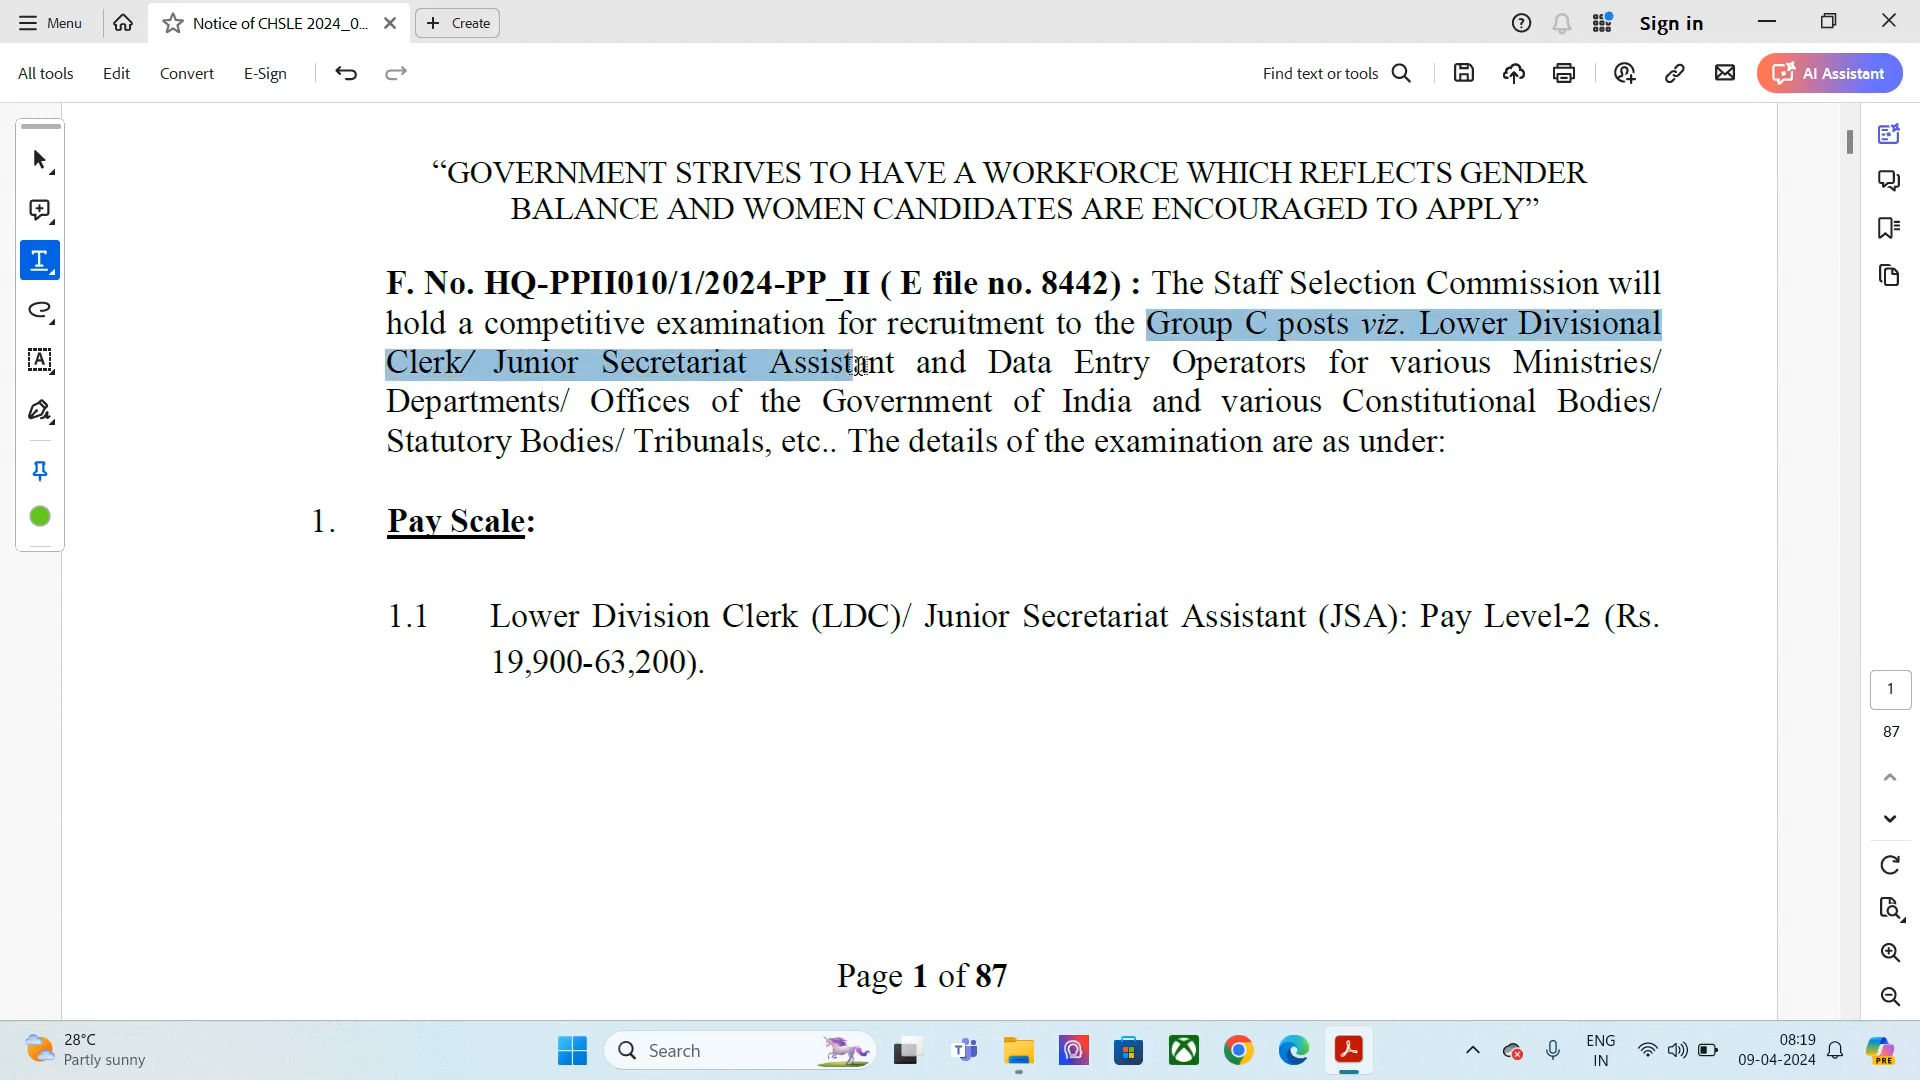 Menu
Notice of CHSLE 2024_0...
Create
Sign in
All tools
Edit
Convert
E-Sign
Find text or tools
AI Assistant
“GOVERNMENT STRIVES TO HAVE A WORKFORCE WHICH REFLECTS GENDER
BALANCE AND WOMEN CANDIDATES ARE ENCOURAGED TO APPLY”
F. No. HQ-PPII010/1/2024-PP_II ( E file no. 8442) : The Staff Selection Commission will
hold a competitive examination for recruitment to the Group C posts viz. Lower Divisional
Clerk/ Junior Secretariat Assistant and Data Entry Operators for various Ministries/
Departments/ Offices of the Government of India and various Constitutional Bodies/
Statutory Bodies/ Tribunals, etc.. The details of the examination are as under:
1. Pay Scale:
1.1 Lower Division Clerk (LDC)/ Junior Secretariat Assistant (JSA): Pay Level-2 (Rs.
19,900-63,200).
Page 1 of 87
1
87
28°C
Partly sunny
Search
ENG
IN
08:19
09-04-2024
PRE